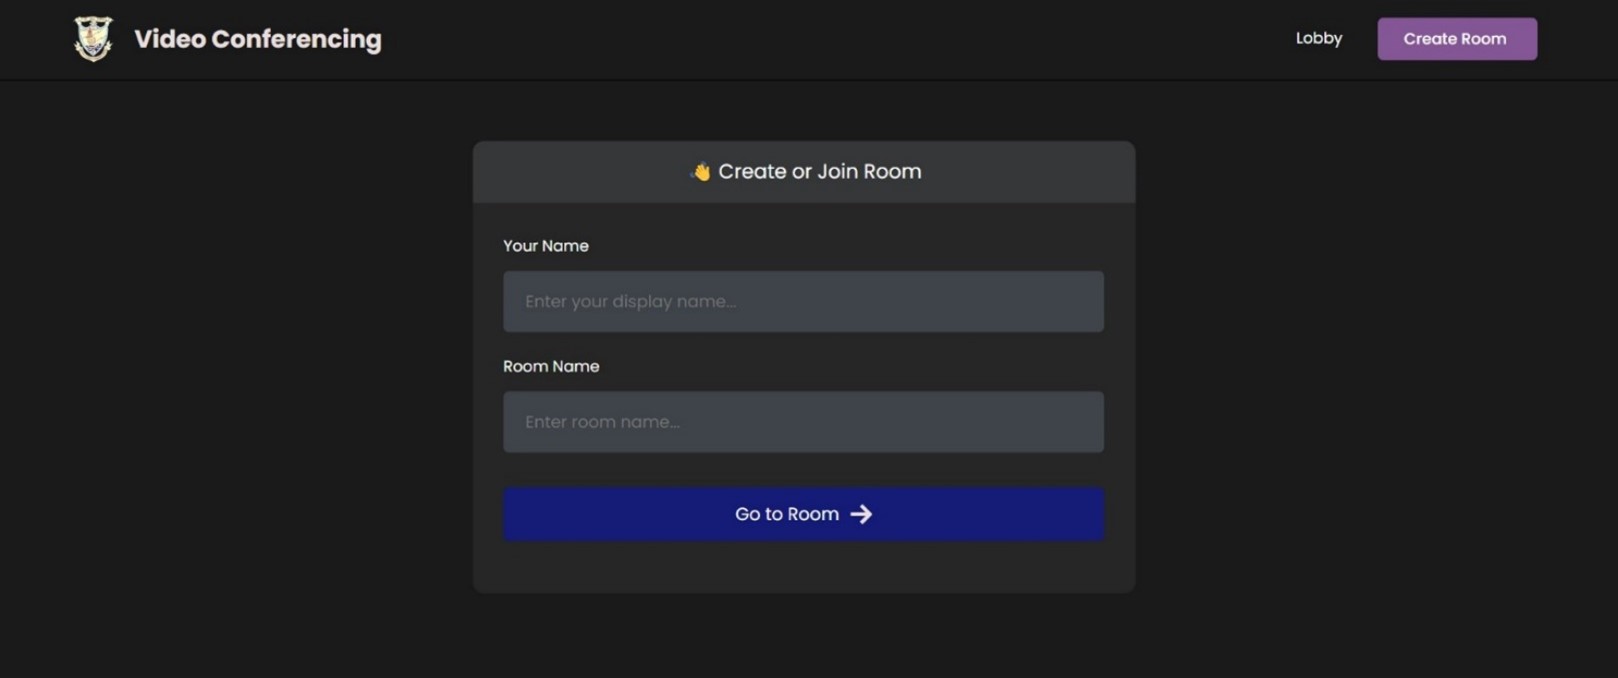 Video Conferencing
Lobby
Create Room
👋 Create or Join Room
Your Name
Enter your display name...
Room Name
Enter room name...
Go to Room →